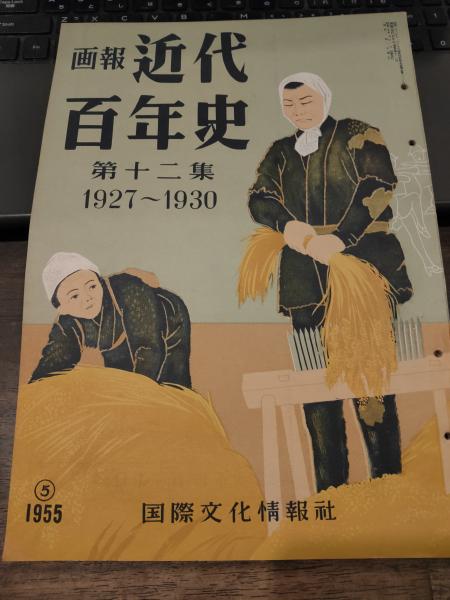 画報 近代
百年史
第十二集
1927〜1930
⑤
1955
国際文化情報社